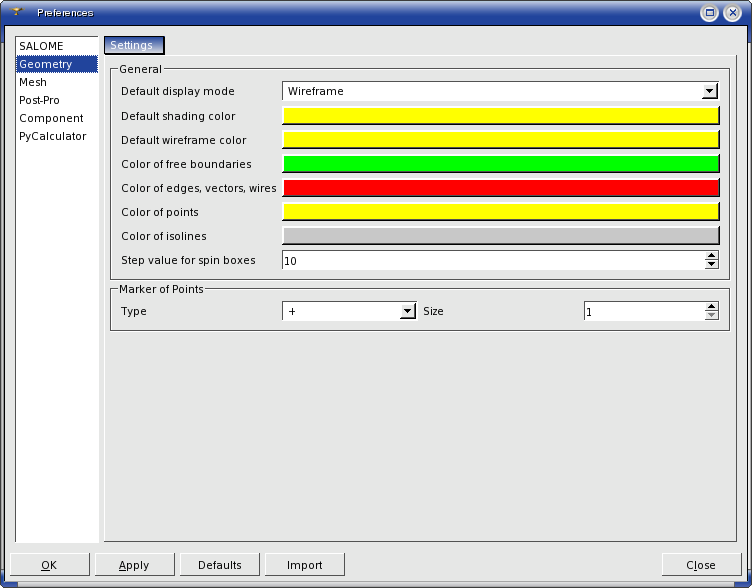 Preferences
SALOME
Geometry
Mesh
Post-Pro
Component
PyCalculator
Settings
General
Default display mode Wireframe
Default shading color
Default wireframe color
Color of free boundaries
Color of edges, vectors, wires
Color of points
Color of isolines
Step value for spin boxes 10
Marker of Points
Type + Size 1
OK Apply Defaults Import Close